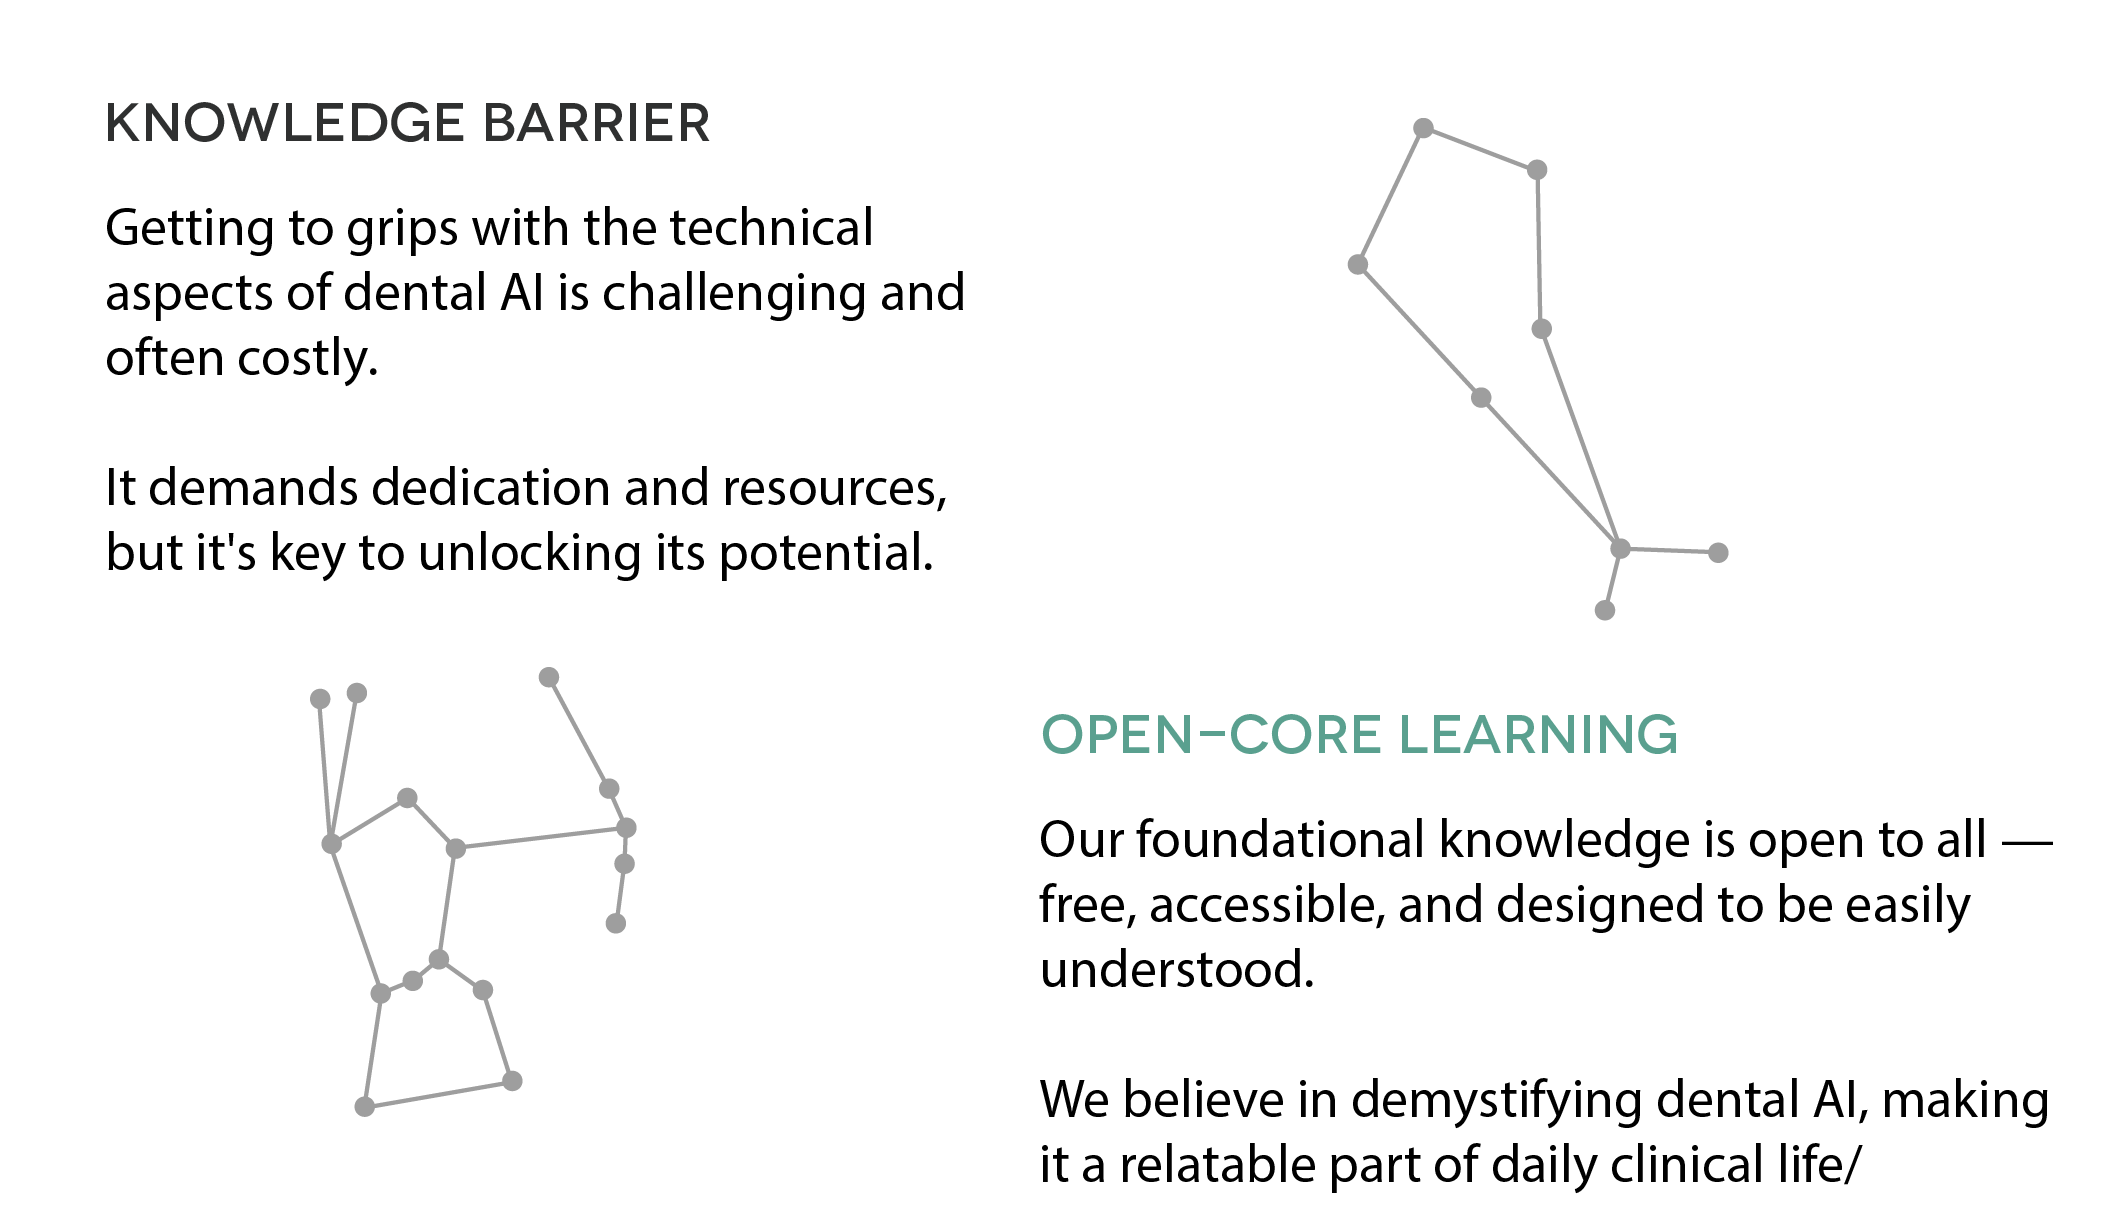 KNOWLEDGE BARRIER
Getting to grips with the technical
aspects of dental AI is challenging and
often costly.
It demands dedication and resources,
but it's key to unlocking its potential.
OPEN-CORE LEARNING
Our foundational knowledge is open to all —
free, accessible, and designed to be easily
understood.
We believe in demystifying dental AI, making
it a relatable part of daily clinical life/